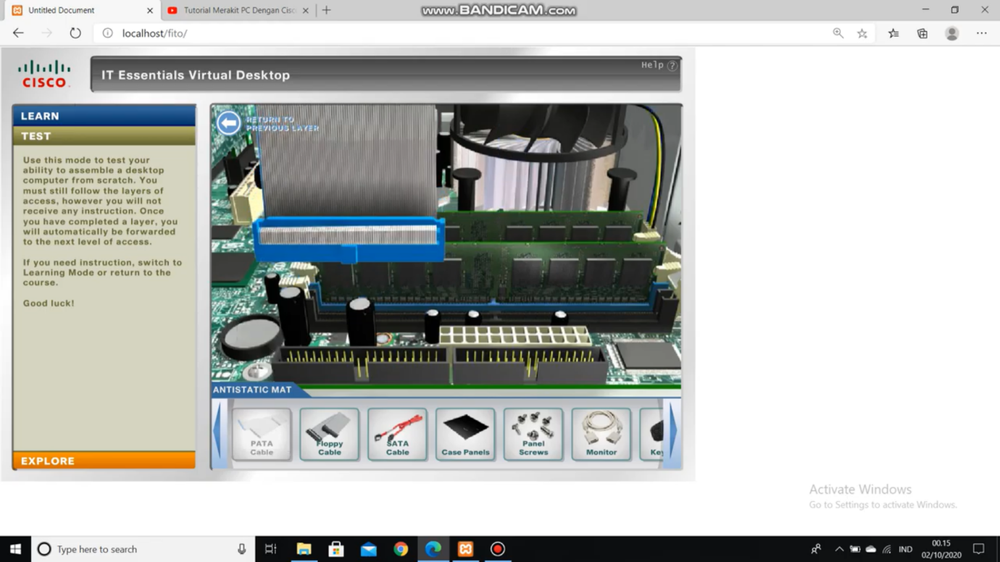 Untitled Document
Tutorial Merakit PC Dengan Cisc
www.BANDICAM.com
localhost/fito/
CISCO
IT Essentials Virtual Desktop
Help ?
LEARN
TEST
Use this mode to test your
ability to assemble a desktop
computer from scratch. You
must still follow the layers of
access, however you will not
receive any instruction. Once
you have completed a layer, you
will automatically be forwarded
to the next level of access.
If you need instruction, switch to
Learning Mode or return to the
course.
Good luck!
EXPLORE
RETURN TO
PREVIOUS LAYER
ANTISTATIC MAT
PATA
Cable
Floppy
Cable
SATA
Cable
Case Panels
Panel
Screws
Monitor
Key
Activate Windows
Go to Settings to activate Windows.
Type here to search
IND
00.15
02/10/2020